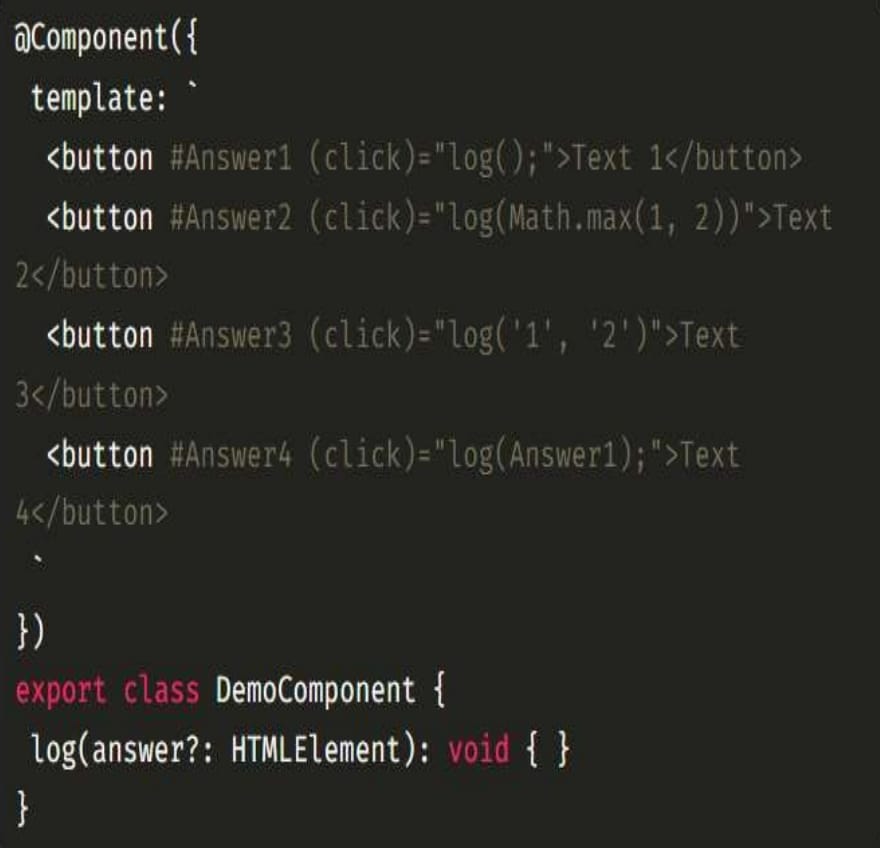 @Component({
template: `
<button #Answer1 (click)="log();">Text 1</button>
<button #Answer2 (click)="log(Math.max(1, 2))">Text
2</button>
<button #Answer3 (click)="log('1', '2')">Text
3</button>
<button #Answer4 (click)="log(Answer1);">Text
4</button>
`
})
export class DemoComponent {
log(answer?: HTMLElement): void { }
}